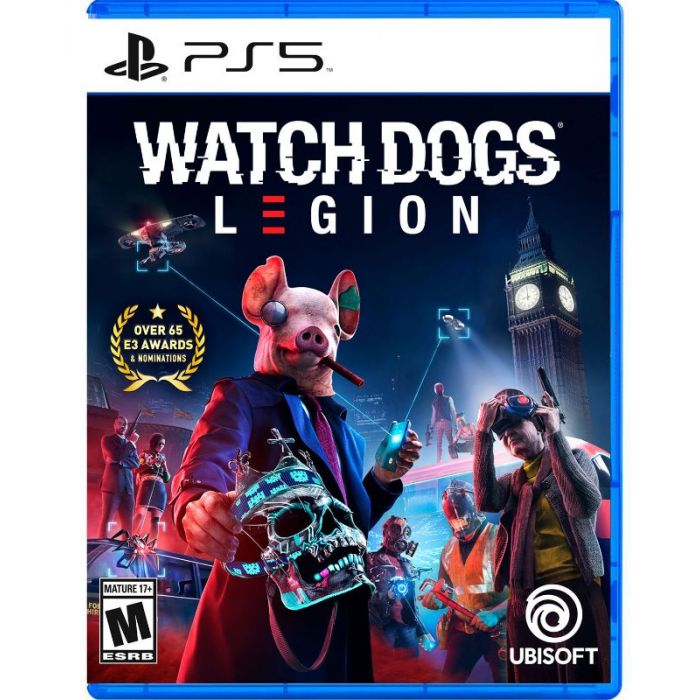 PS5
WATCH DOGS®
LEGION
OVER 65
E3 AWARDS
& NOMINATIONS
MATURE 17+
M
ESRB
UBISOFT